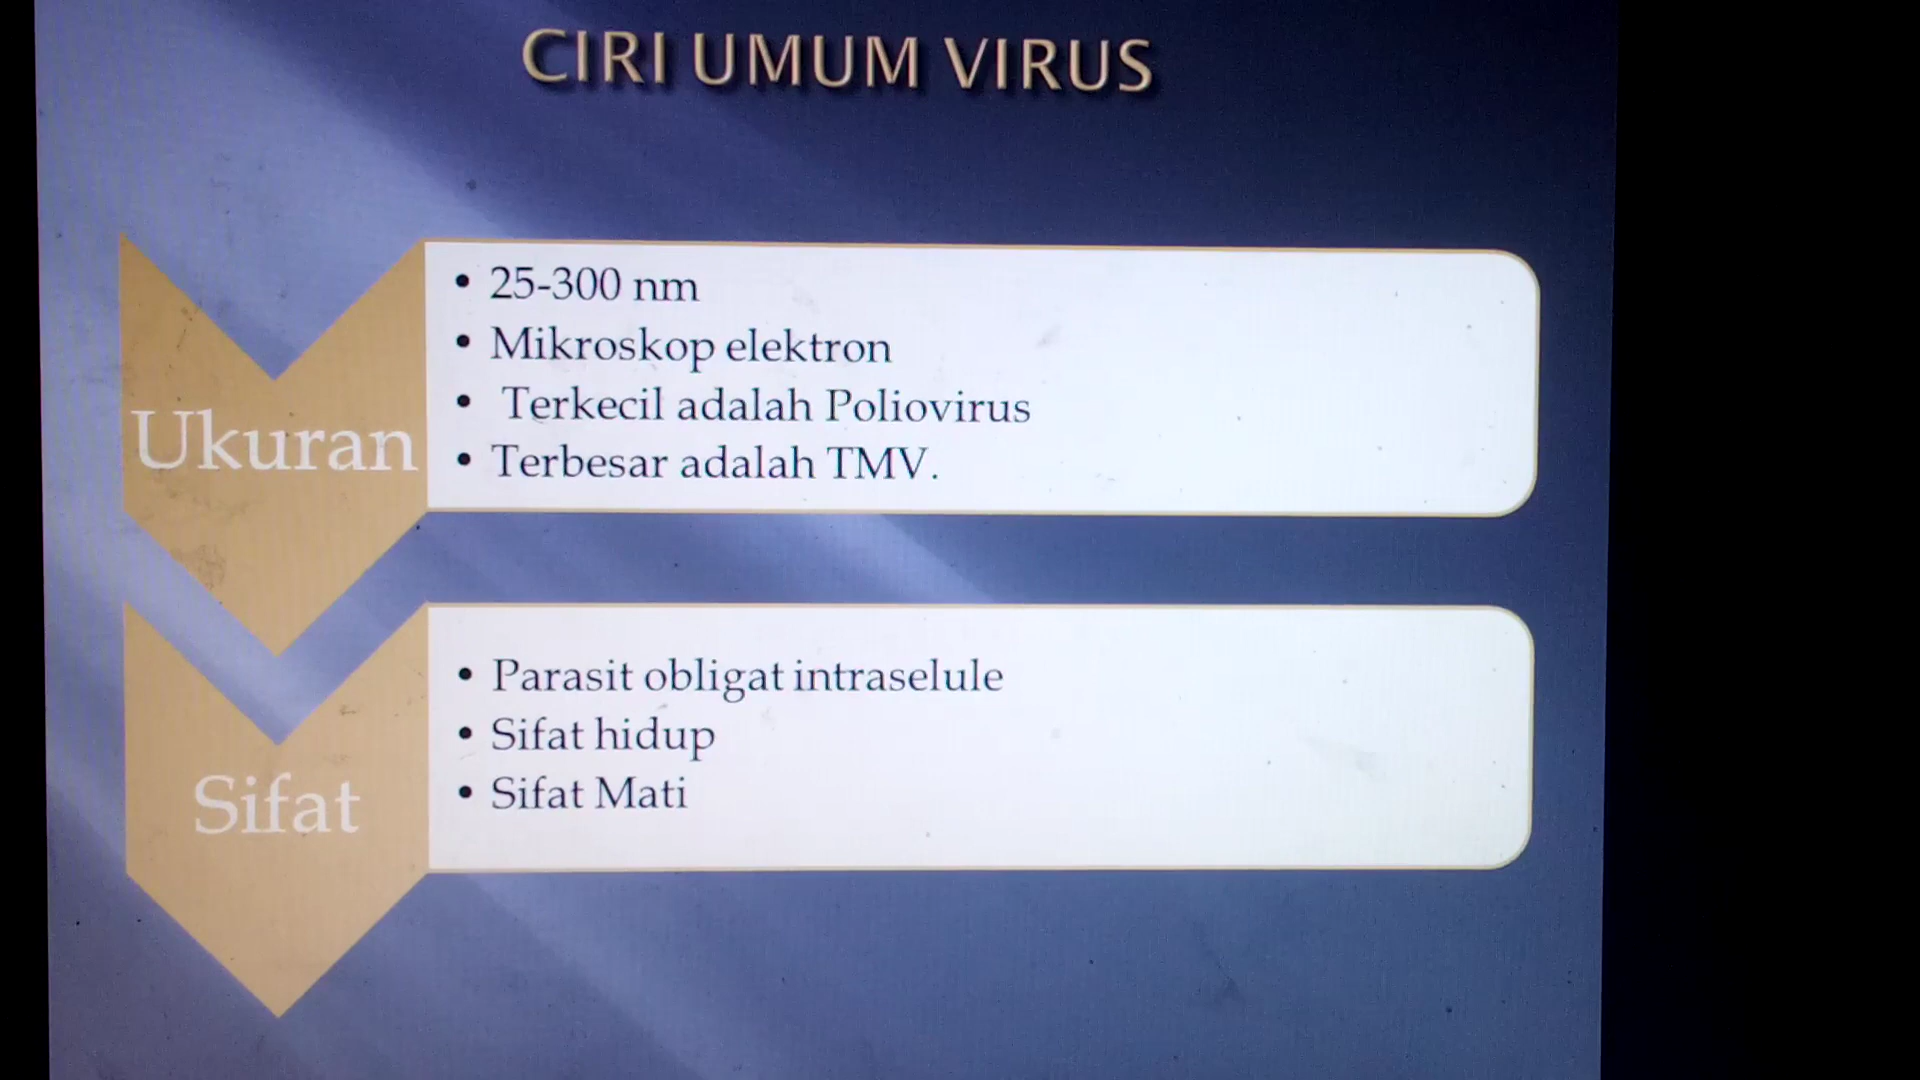 CIRI UMUM VIRUS
Ukuran
• 25-300 nm
• Mikroskop elektron
• Terkecil adalah Poliovirus
• Terbesar adalah TMV.
Sifat
• Parasit obligat intraselule
• Sifat hidup
• Sifat Mati